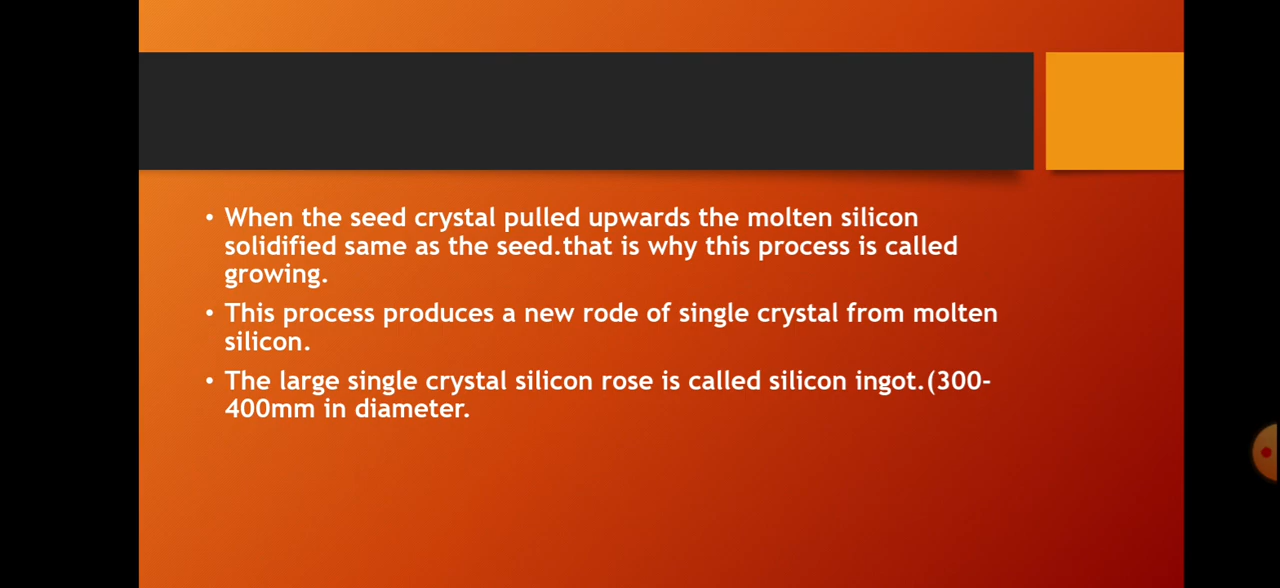 • When the seed crystal pulled upwards the molten silicon
solidified same as the seed.that is why this process is called
growing.
• This process produces a new rode of single crystal from molten
silicon.
• The large single crystal silicon rose is called silicon ingot.(300-
400mm in diameter.